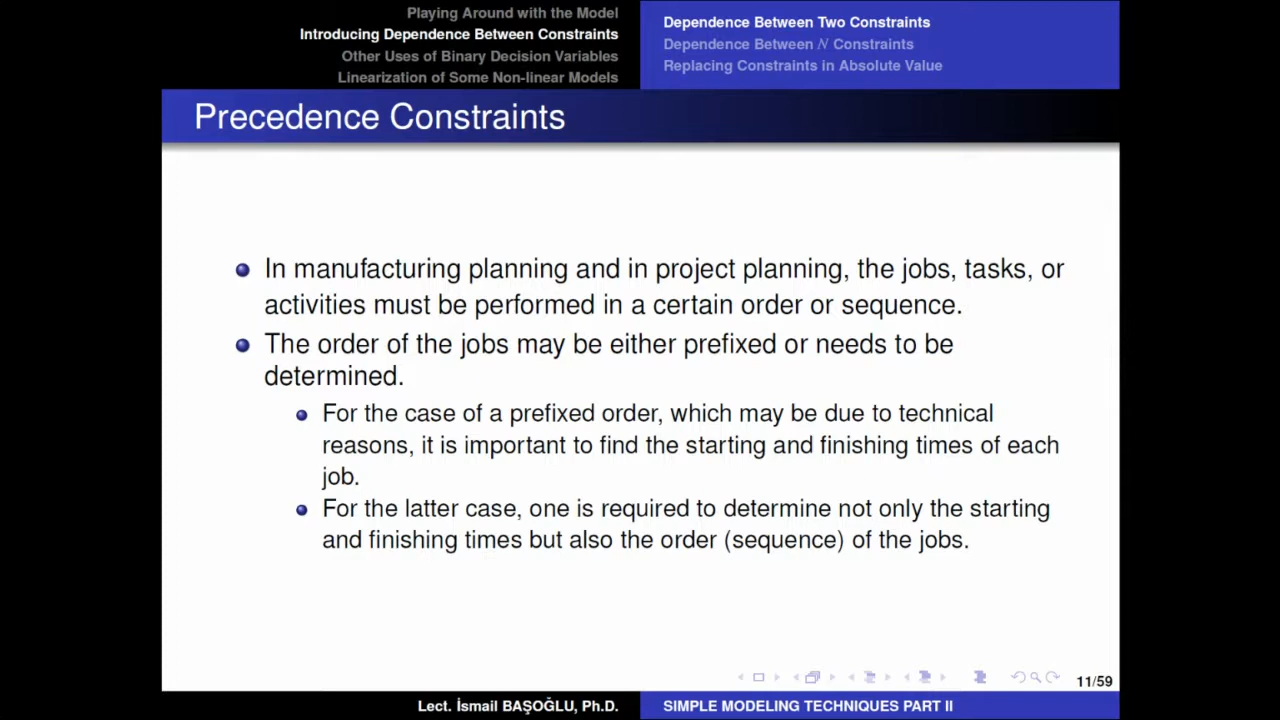 Playing Around with the Model
Introducing Dependence Between Constraints
Other Uses of Binary Decision Variables
Linearization of Some Non-linear Models
Dependence Between Two Constraints
Dependence Between N Constraints
Replacing Constraints in Absolute Value
Precedence Constraints
In manufacturing planning and in project planning, the jobs, tasks, or
activities must be performed in a certain order or sequence.
The order of the jobs may be either prefixed or needs to be
determined.
For the case of a prefixed order, which may be due to technical
reasons, it is important to find the starting and finishing times of each
job.
For the latter case, one is required to determine not only the starting
and finishing times but also the order (sequence) of the jobs.
11/59
Lect. İsmail BAŞOĞLU, Ph.D.
SIMPLE MODELING TECHNIQUES PART II